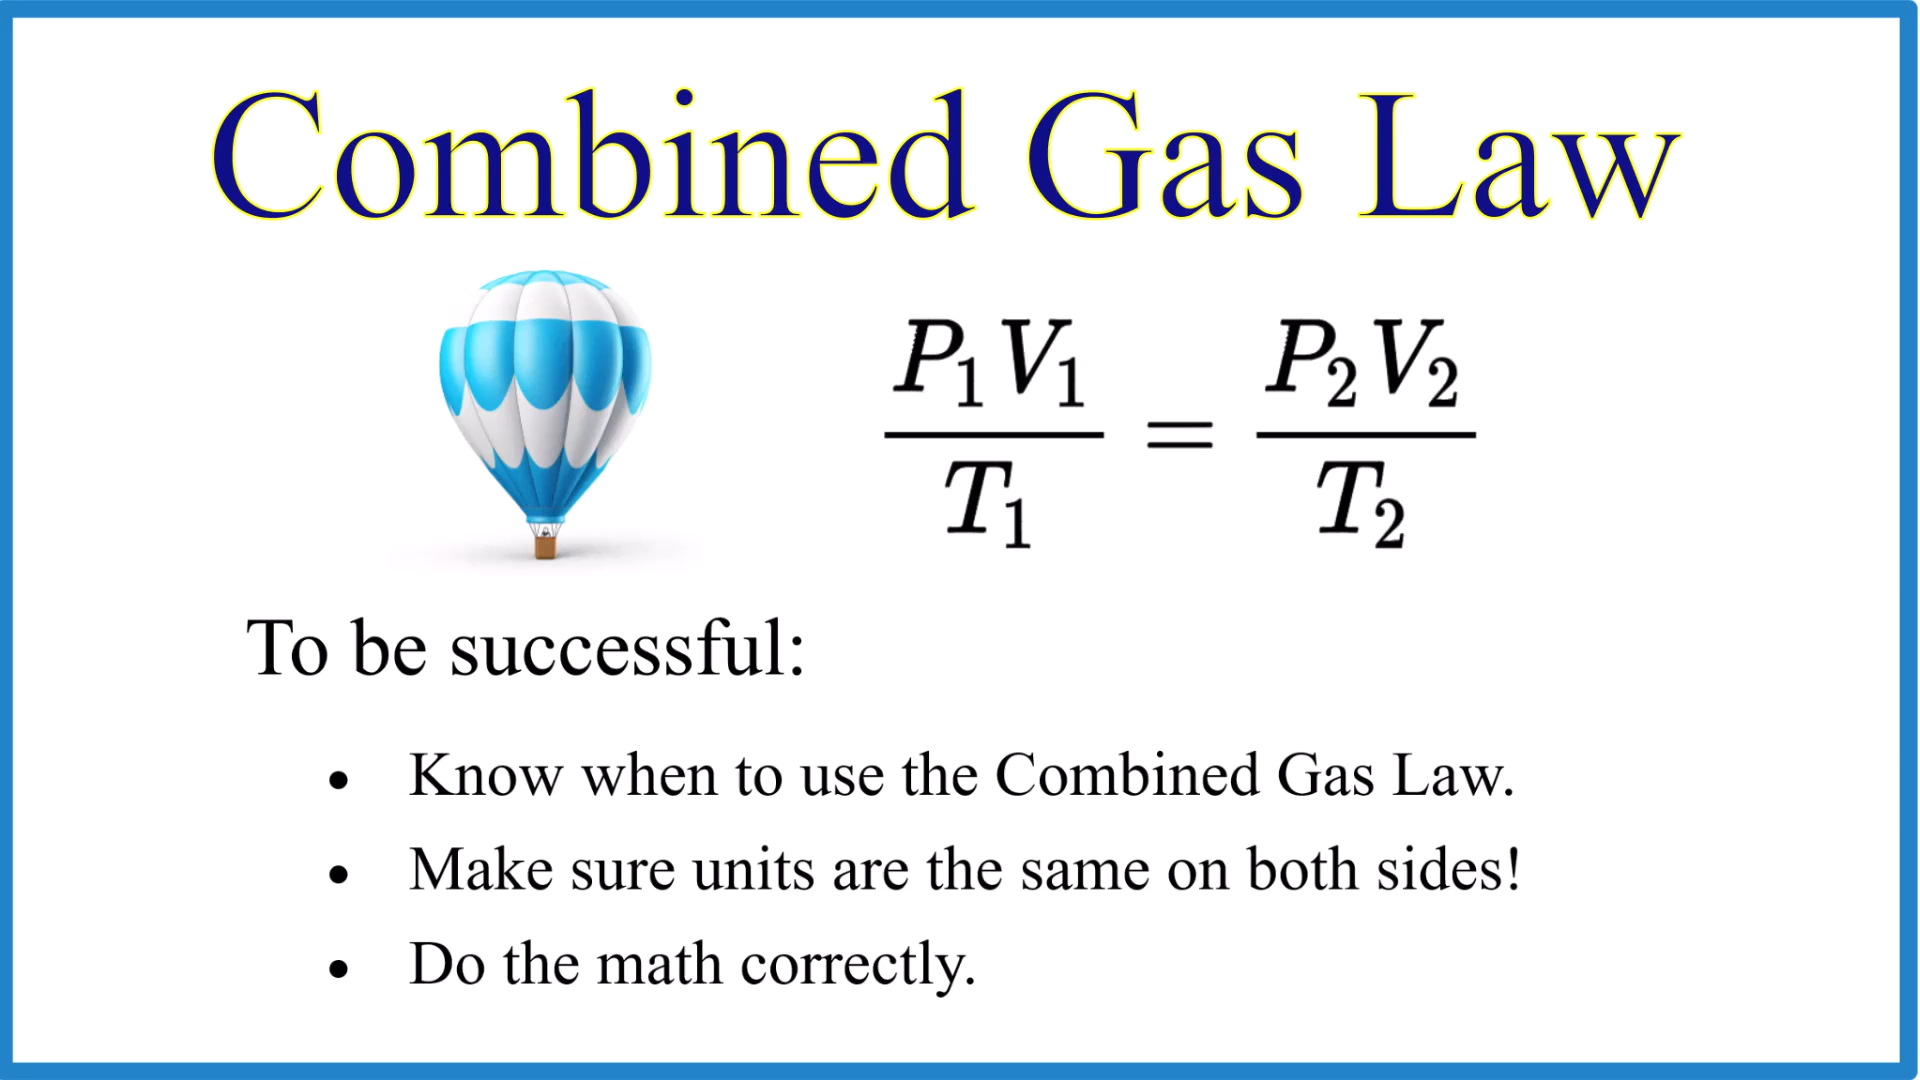 Combined Gas Law
P₁V₁/T₁ = P₂V₂/T₂
To be successful:
• Know when to use the Combined Gas Law.
• Make sure units are the same on both sides!
• Do the math correctly.